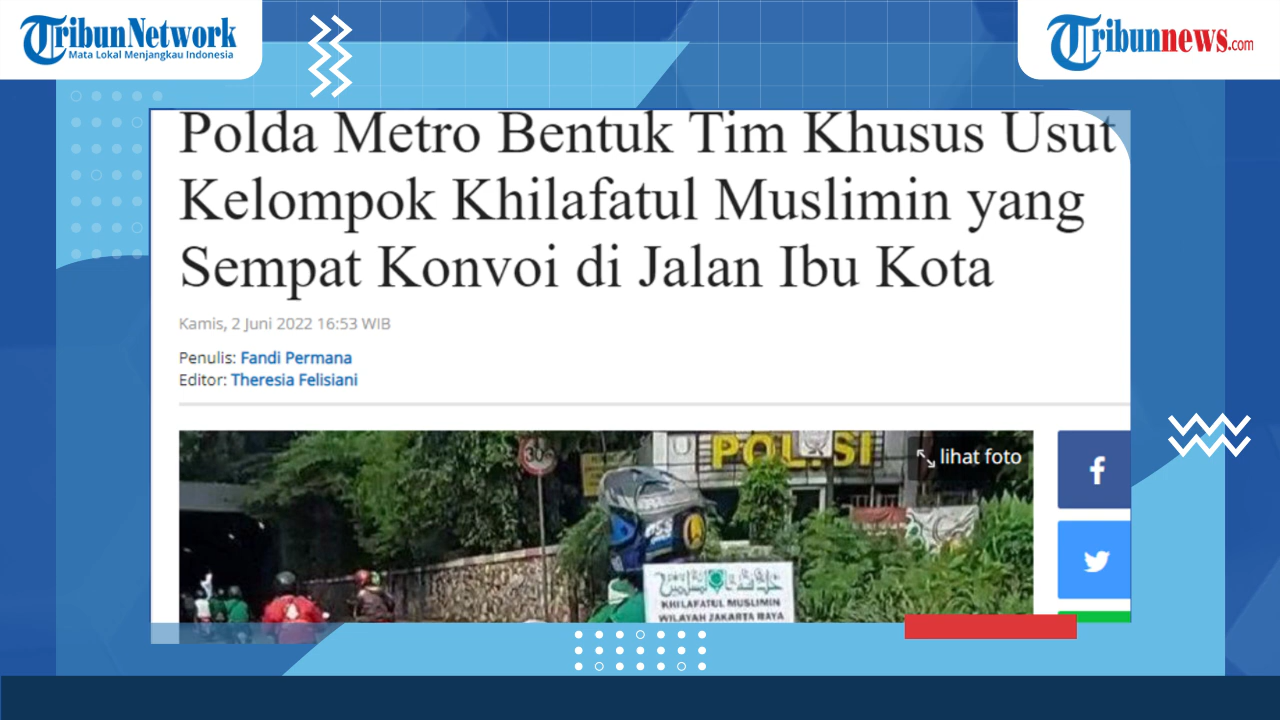 TribunNetwork
Mata Lokal Menjangkau Indonesia
Tribunnews.com
Polda Metro Bentuk Tim Khusus Usut
Kelompok Khilafatul Muslimin yang
Sempat Konvoi di Jalan Ibu Kota
Kamis, 2 Juni 2022 16:53 WIB
Penulis: Fandi Permana
Editor: Theresia Felisiani
30
POLISI
lihat foto
KHILAFATUL MUSLIMIN
WILAYAH JAKARTA RAYA